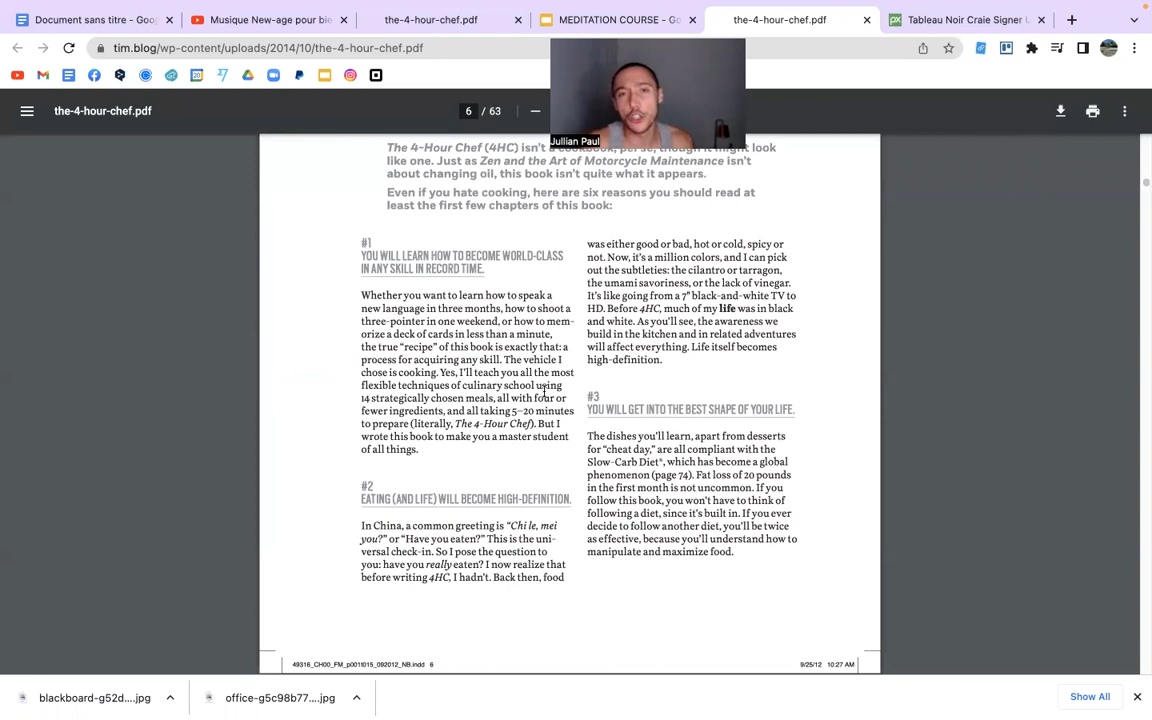 Document sans titre - Goo
Musique New-age pour bie
the-4-hour-chef.pdf
MEDITATION COURSE - Go
the-4-hour-chef.pdf
Tableau Noir Craie Signer U
tim.blog/wp-content/uploads/2014/10/the-4-hour-chef.pdf
the-4-hour-chef.pdf
6 / 63
Jullian Paul
The 4-Hour Chef (4HC) isn't a cookbook, per se, though it might look
like one. Just as Zen and the Art of Motorcycle Maintenance isn't
about changing oil, this book isn't quite what it appears.
Even if you hate cooking, here are six reasons you should read at
least the first few chapters of this book:
#1
YOU WILL LEARN HOW TO BECOME WORLD-CLASS
IN ANY SKILL IN RECORD TIME.
Whether you want to learn how to speak a
new language in three months, how to shoot a
three-pointer in one weekend, or how to mem-
orize a deck of cards in less than a minute,
the true “recipe” of this book is exactly that: a
process for acquiring any skill. The vehicle I
chose is cooking. Yes, I'll teach you all the most
flexible techniques of culinary school using
14 strategically chosen meals, all with four or
fewer ingredients, and all taking 5–20 minutes
to prepare (literally, The 4-Hour Chef). But I
wrote this book to make you a master student
of all things.
#2
EATING (AND LIFE) WILL BECOME HIGH-DEFINITION.
In China, a common greeting is “Chi le, mei
you?” or “Have you eaten?” This is the uni-
versal check-in. So I pose the question to
you: have you really eaten? I now realize that
before writing 4HC, I hadn't. Back then, food
was either good or bad, hot or cold, spicy or
not. Now, it's a million colors, and I can pick
out the subtleties: the cilantro or tarragon,
the umami savoriness, or the lack of vinegar.
It's like going from a 7" black-and-white TV to
HD. Before 4HC, much of my life was in black
and white. As you'll see, the awareness we
build in the kitchen and in related adventures
will affect everything. Life itself becomes
high-definition.
#3
YOU WILL GET INTO THE BEST SHAPE OF YOUR LIFE.
The dishes you'll learn, apart from desserts
for “cheat day,” are all compliant with the
Slow-Carb Diet®, which has become a global
phenomenon (page 74). Fat loss of 20 pounds
in the first month is not uncommon. If you
follow this book, you won't have to think of
following a diet, since it's built in. If you ever
decide to follow another diet, you'll be twice
as effective, because you'll understand how to
manipulate and maximize food.
49316_CH00_FM_p001t015_092012_NB.indd 6
9/25/12 10:27 AM
blackboard-g52d....jpg
office-g5c98b77....jpg
Show All